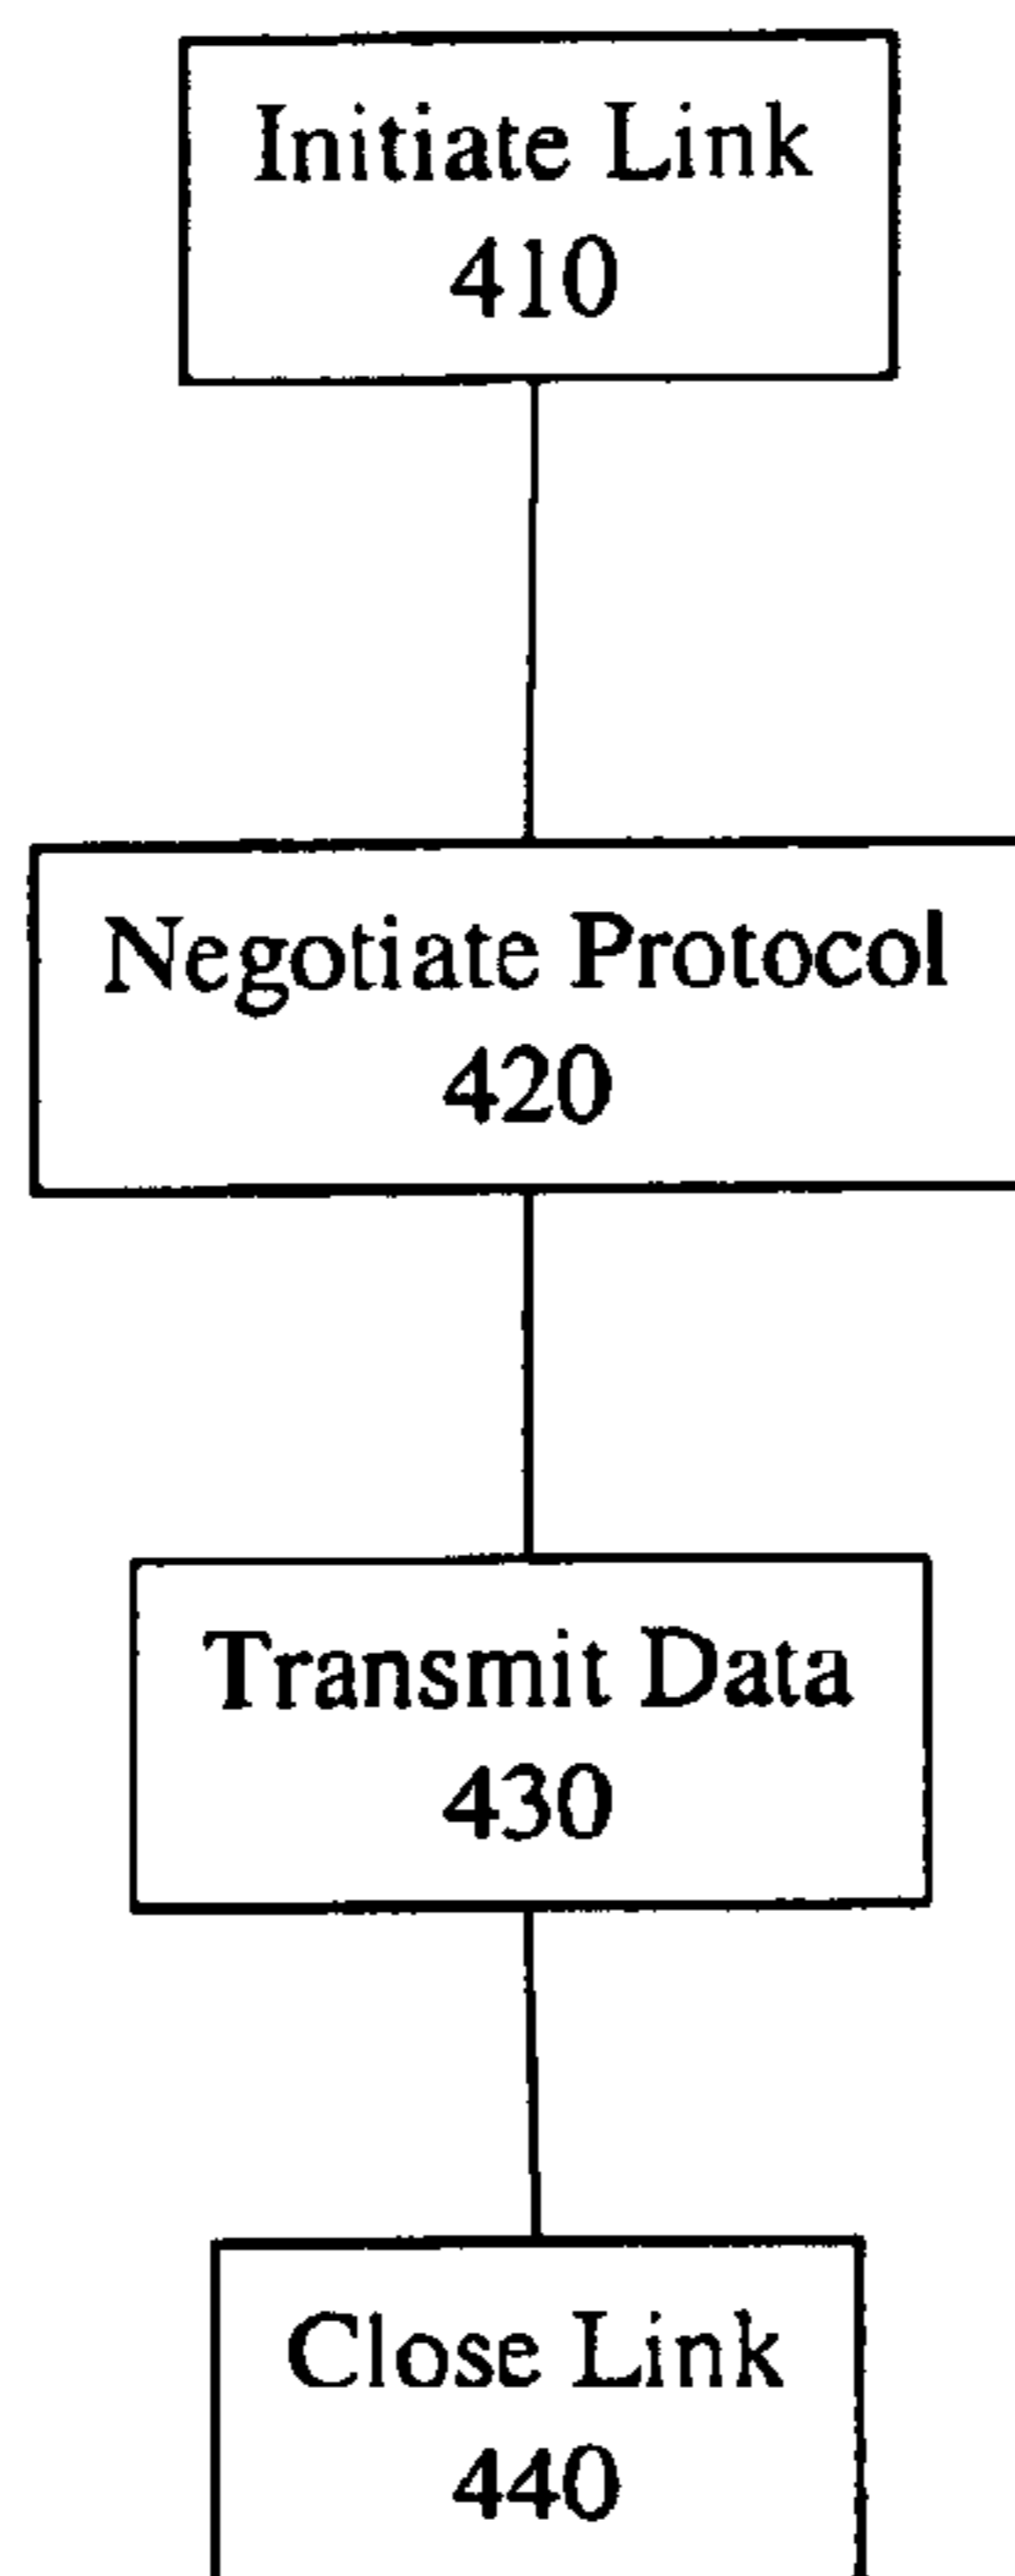 Initiate Link
410
Negotiate Protocol
420
Transmit Data
430
Close Link
440